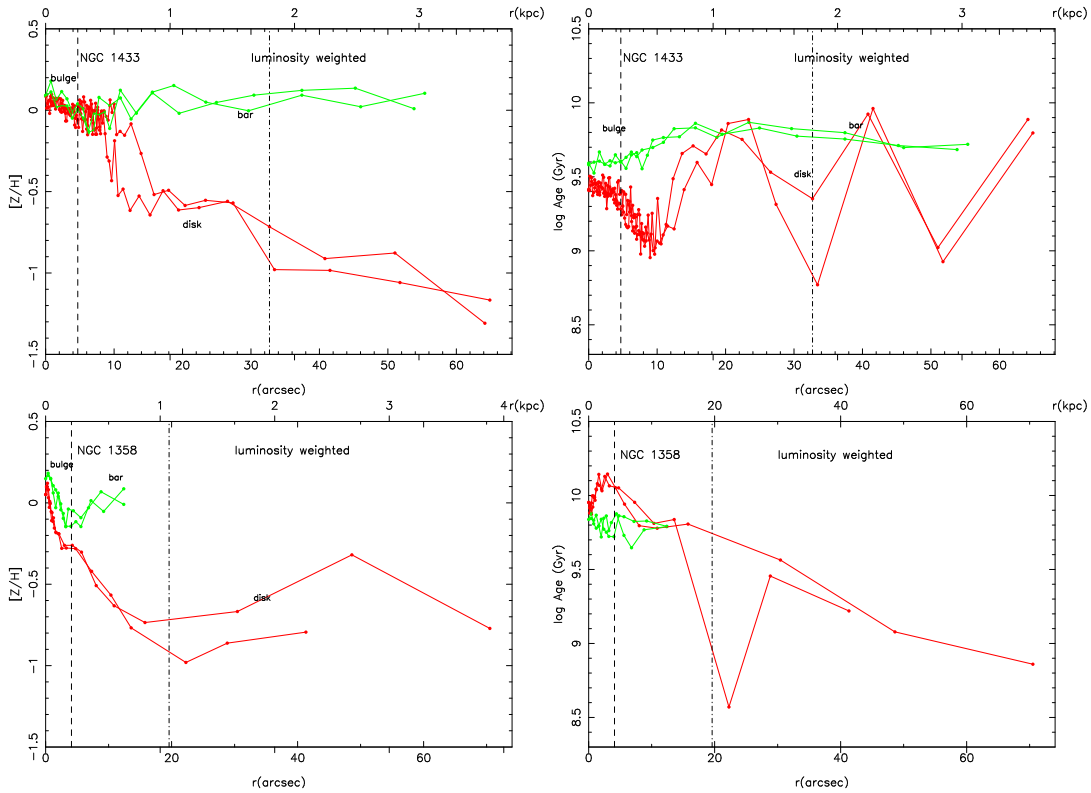 0 1 2 3 r(kpc)
0.5 0 −0.5 −1 −1.5
[Z/H]
NGC 1433 luminosity weighted
bulge
bar
disk
0 10 20 30 40 50 60
r(arcsec)
0 1 2 3 r(kpc)
10.5 10 9.5 9 8.5
log Age (Gyr)
NGC 1433 luminosity weighted
bulge
bar
disk
0 10 20 30 40 50 60
r(arcsec)
0 1 2 3 4 r(kpc)
0.5 0 −0.5 −1 −1.5
[Z/H]
NGC 1358 luminosity weighted
bulge
bar
disk
0 20 40 60
r(arcsec)
0 20 40 60 r(kpc)
10.5 10 9.5 9 8.5
log Age (Gyr)
NGC 1358 luminosity weighted
0 20 40 60
r(arcsec)